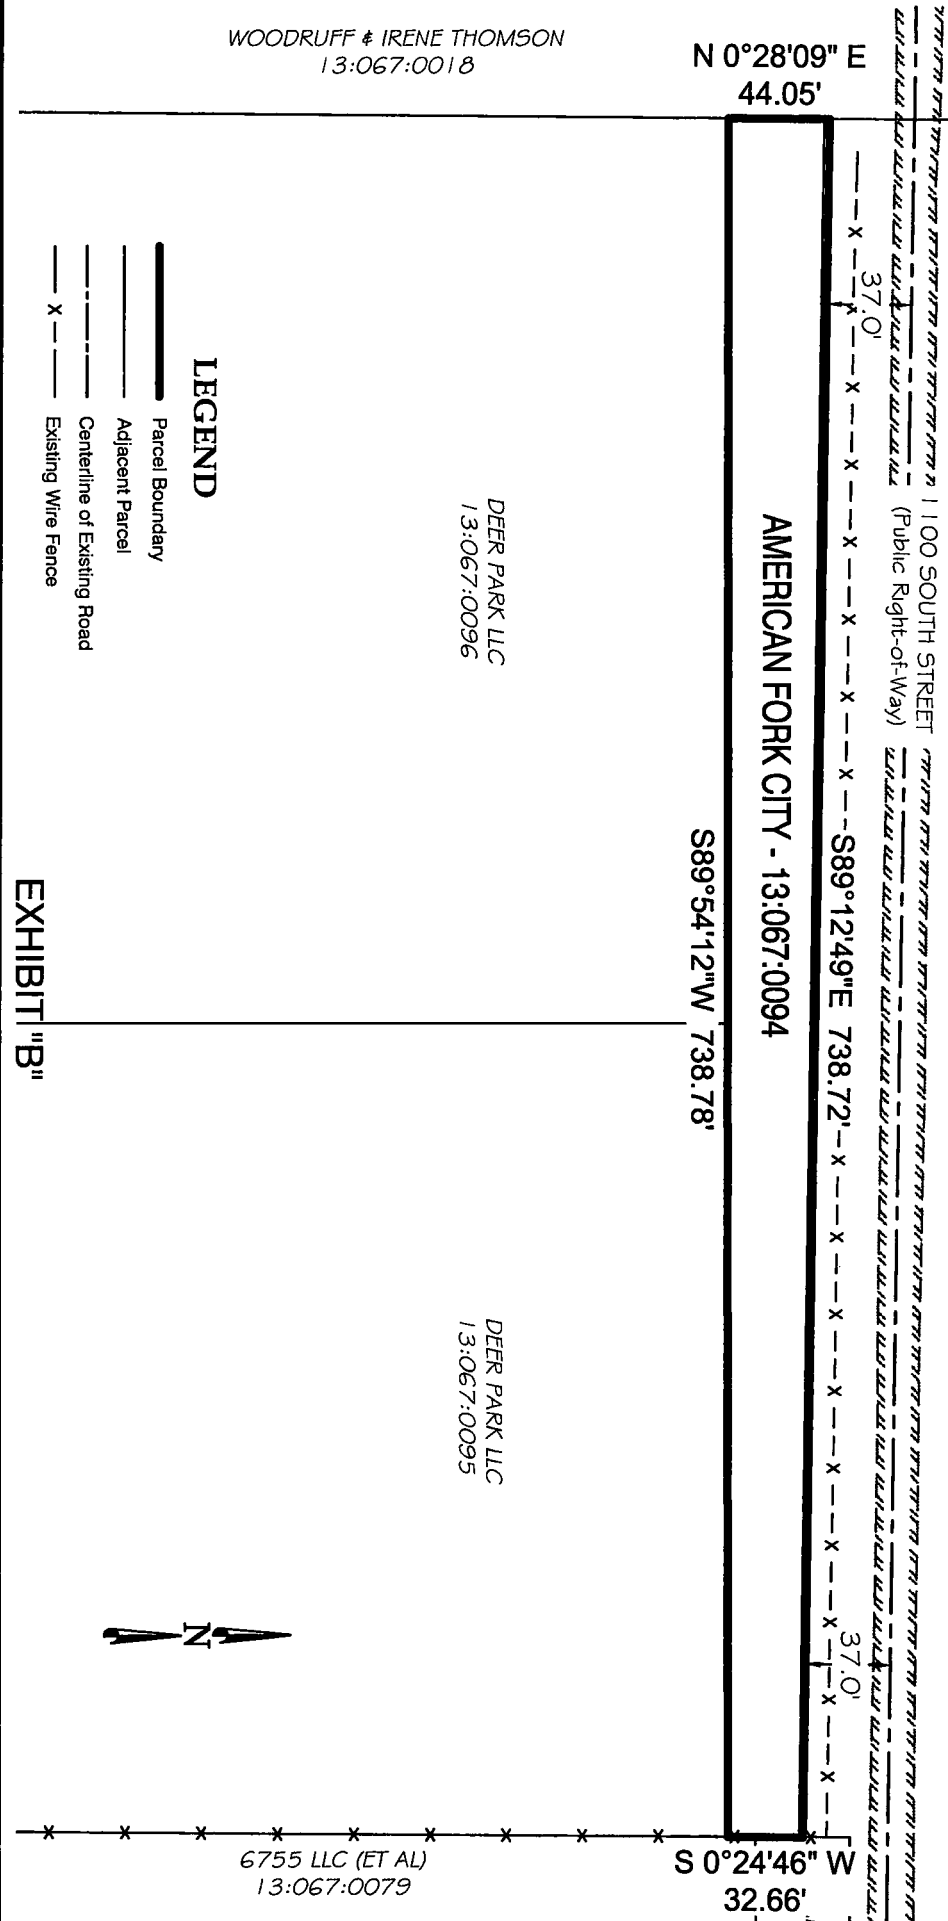 WOODRUFF & IRENE THOMSON
13:067:0018
N 0°28'09" E
44.05'
1100 SOUTH STREET
(Public Right-of-Way)
37.0'
37.0'
S89°12'49"E 738.72'
AMERICAN FORK CITY - 13:067:0094
S89°54'12"W 738.78'
DEER PARK LLC
13:067:0096
DEER PARK LLC
13:067:0095
LEGEND
Parcel Boundary
Adjacent Parcel
Centerline of Existing Road
Existing Wire Fence
N
6755 LLC (ET AL)
13:067:0079
S 0°24'46" W
32.66'
EXHIBIT "B"